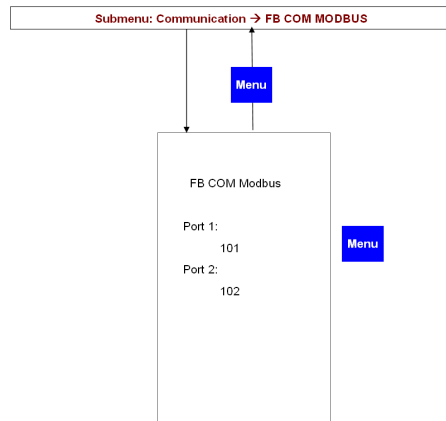 Submenu: Communication → FB COM MODBUS
Menu
FB COM Modbus
Port 1:
101
Menu
Port 2:
102